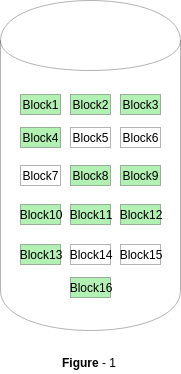 Block1 Block2 Block3
Block4 Block5 Block6
Block7 Block8 Block9
Block10 Block11 Block12
Block13 Block14 Block15
Block16
Figure - 1